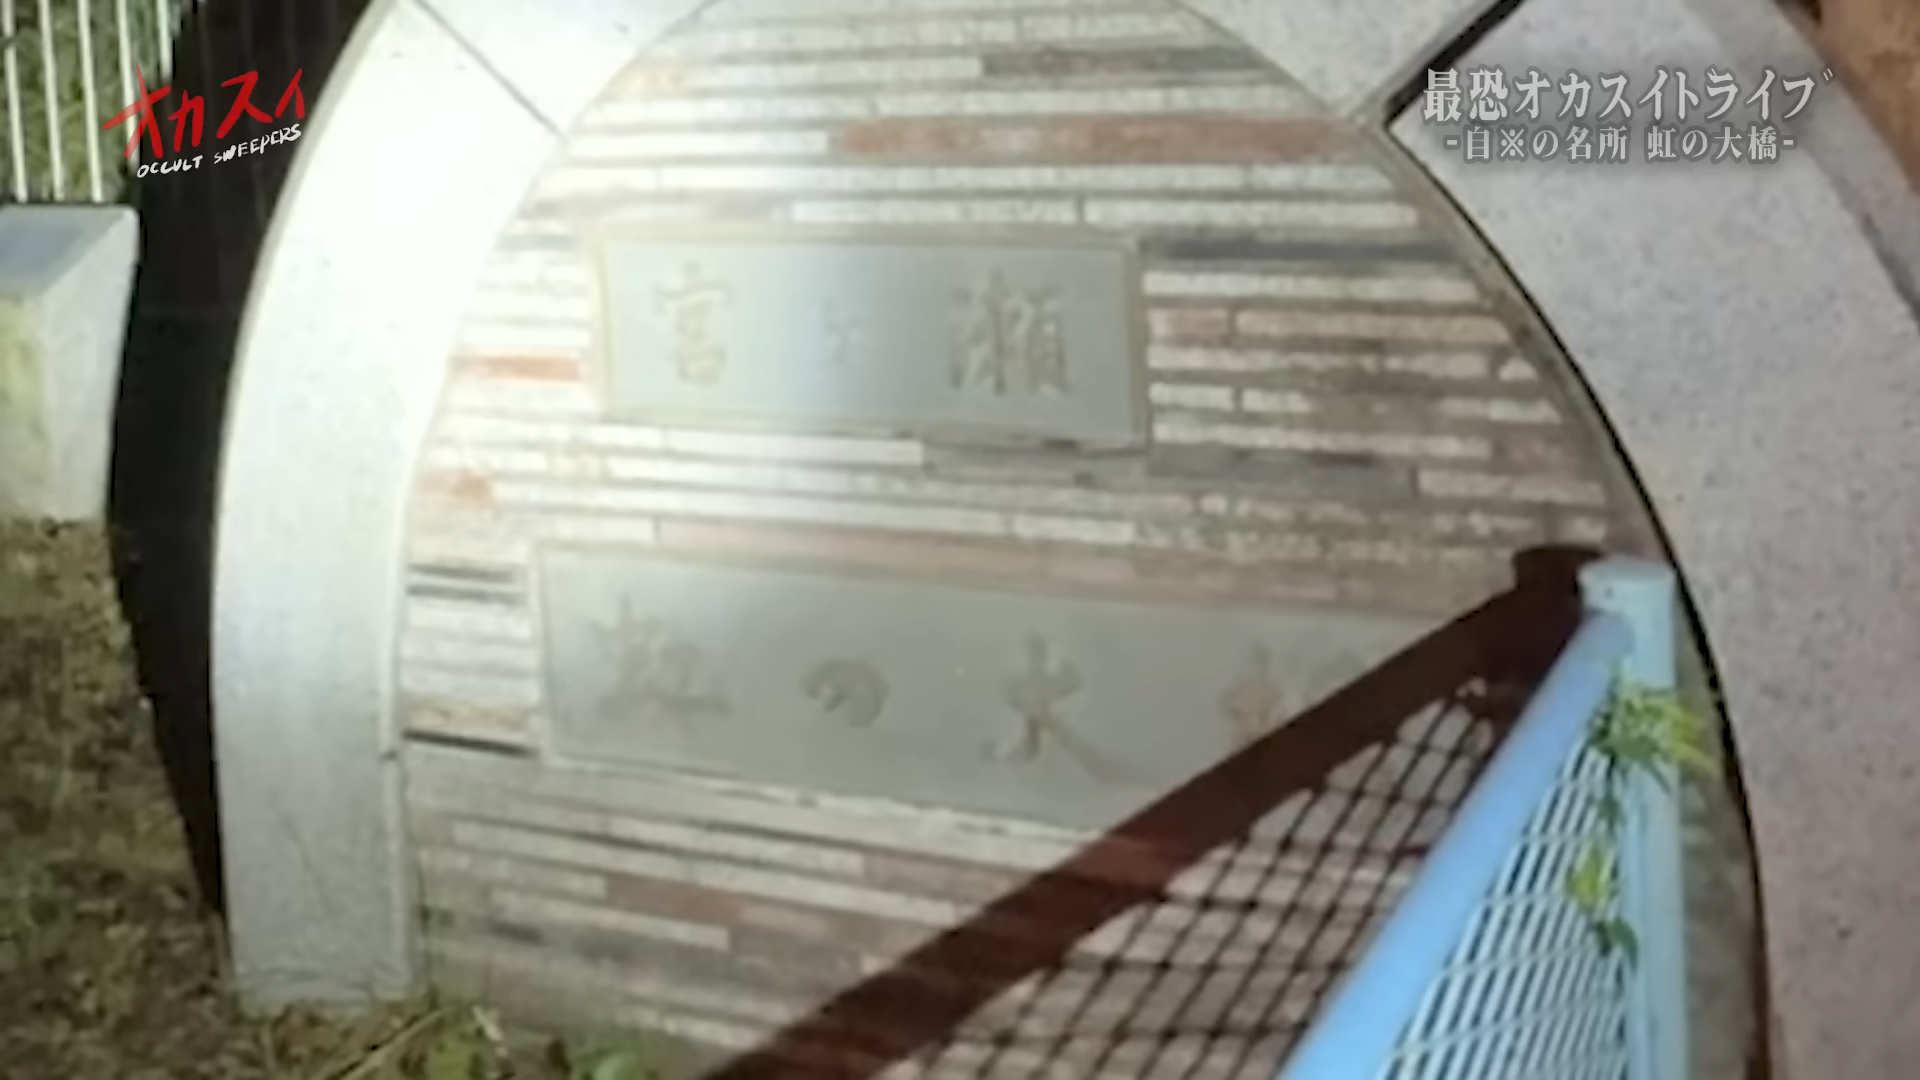 オカスイ
OCCULT SWEEPERS
最恐オカスイトライブ
-自※の名所 虹の大橋-
宮ヶ瀬
虹の大橋